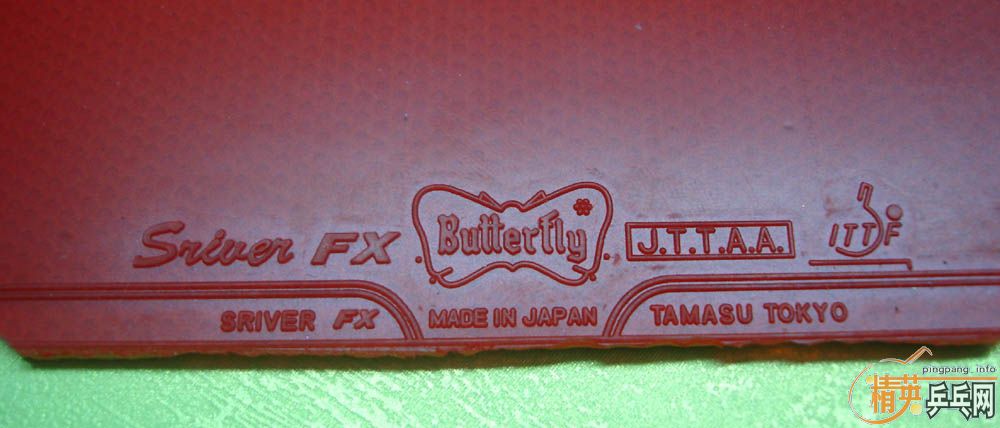 Sriver FX Butterfly J.T.T.A.A. ITTF
SRIVER FX MADE IN JAPAN TAMASU TOKYO
pingpang.info
精英乒乓网